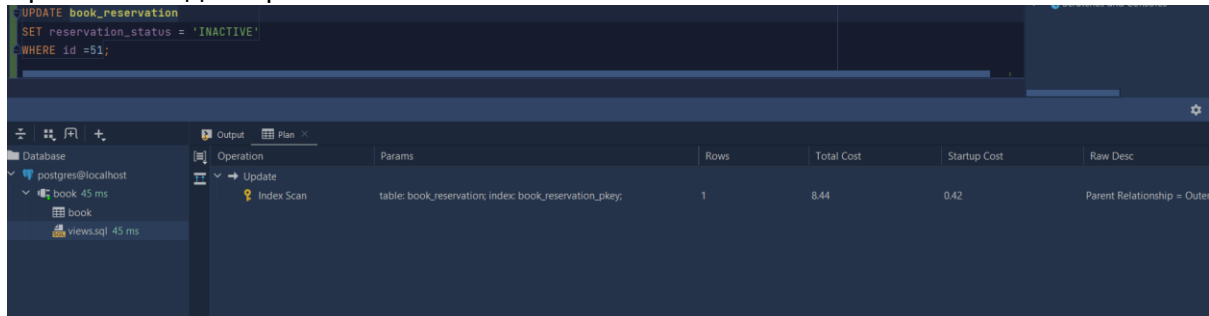 UPDATE book_reservation
SET reservation_status = 'INACTIVE'
WHERE id =51;
Output Plan
Database Operation Params Rows Total Cost Startup Cost Raw Desc
postgres@localhost Update
book 45 ms Index Scan table: book_reservation; index: book_reservation_pkey; 1 8.44 0.42 Parent Relationship = Outer
book
views.sql 45 ms